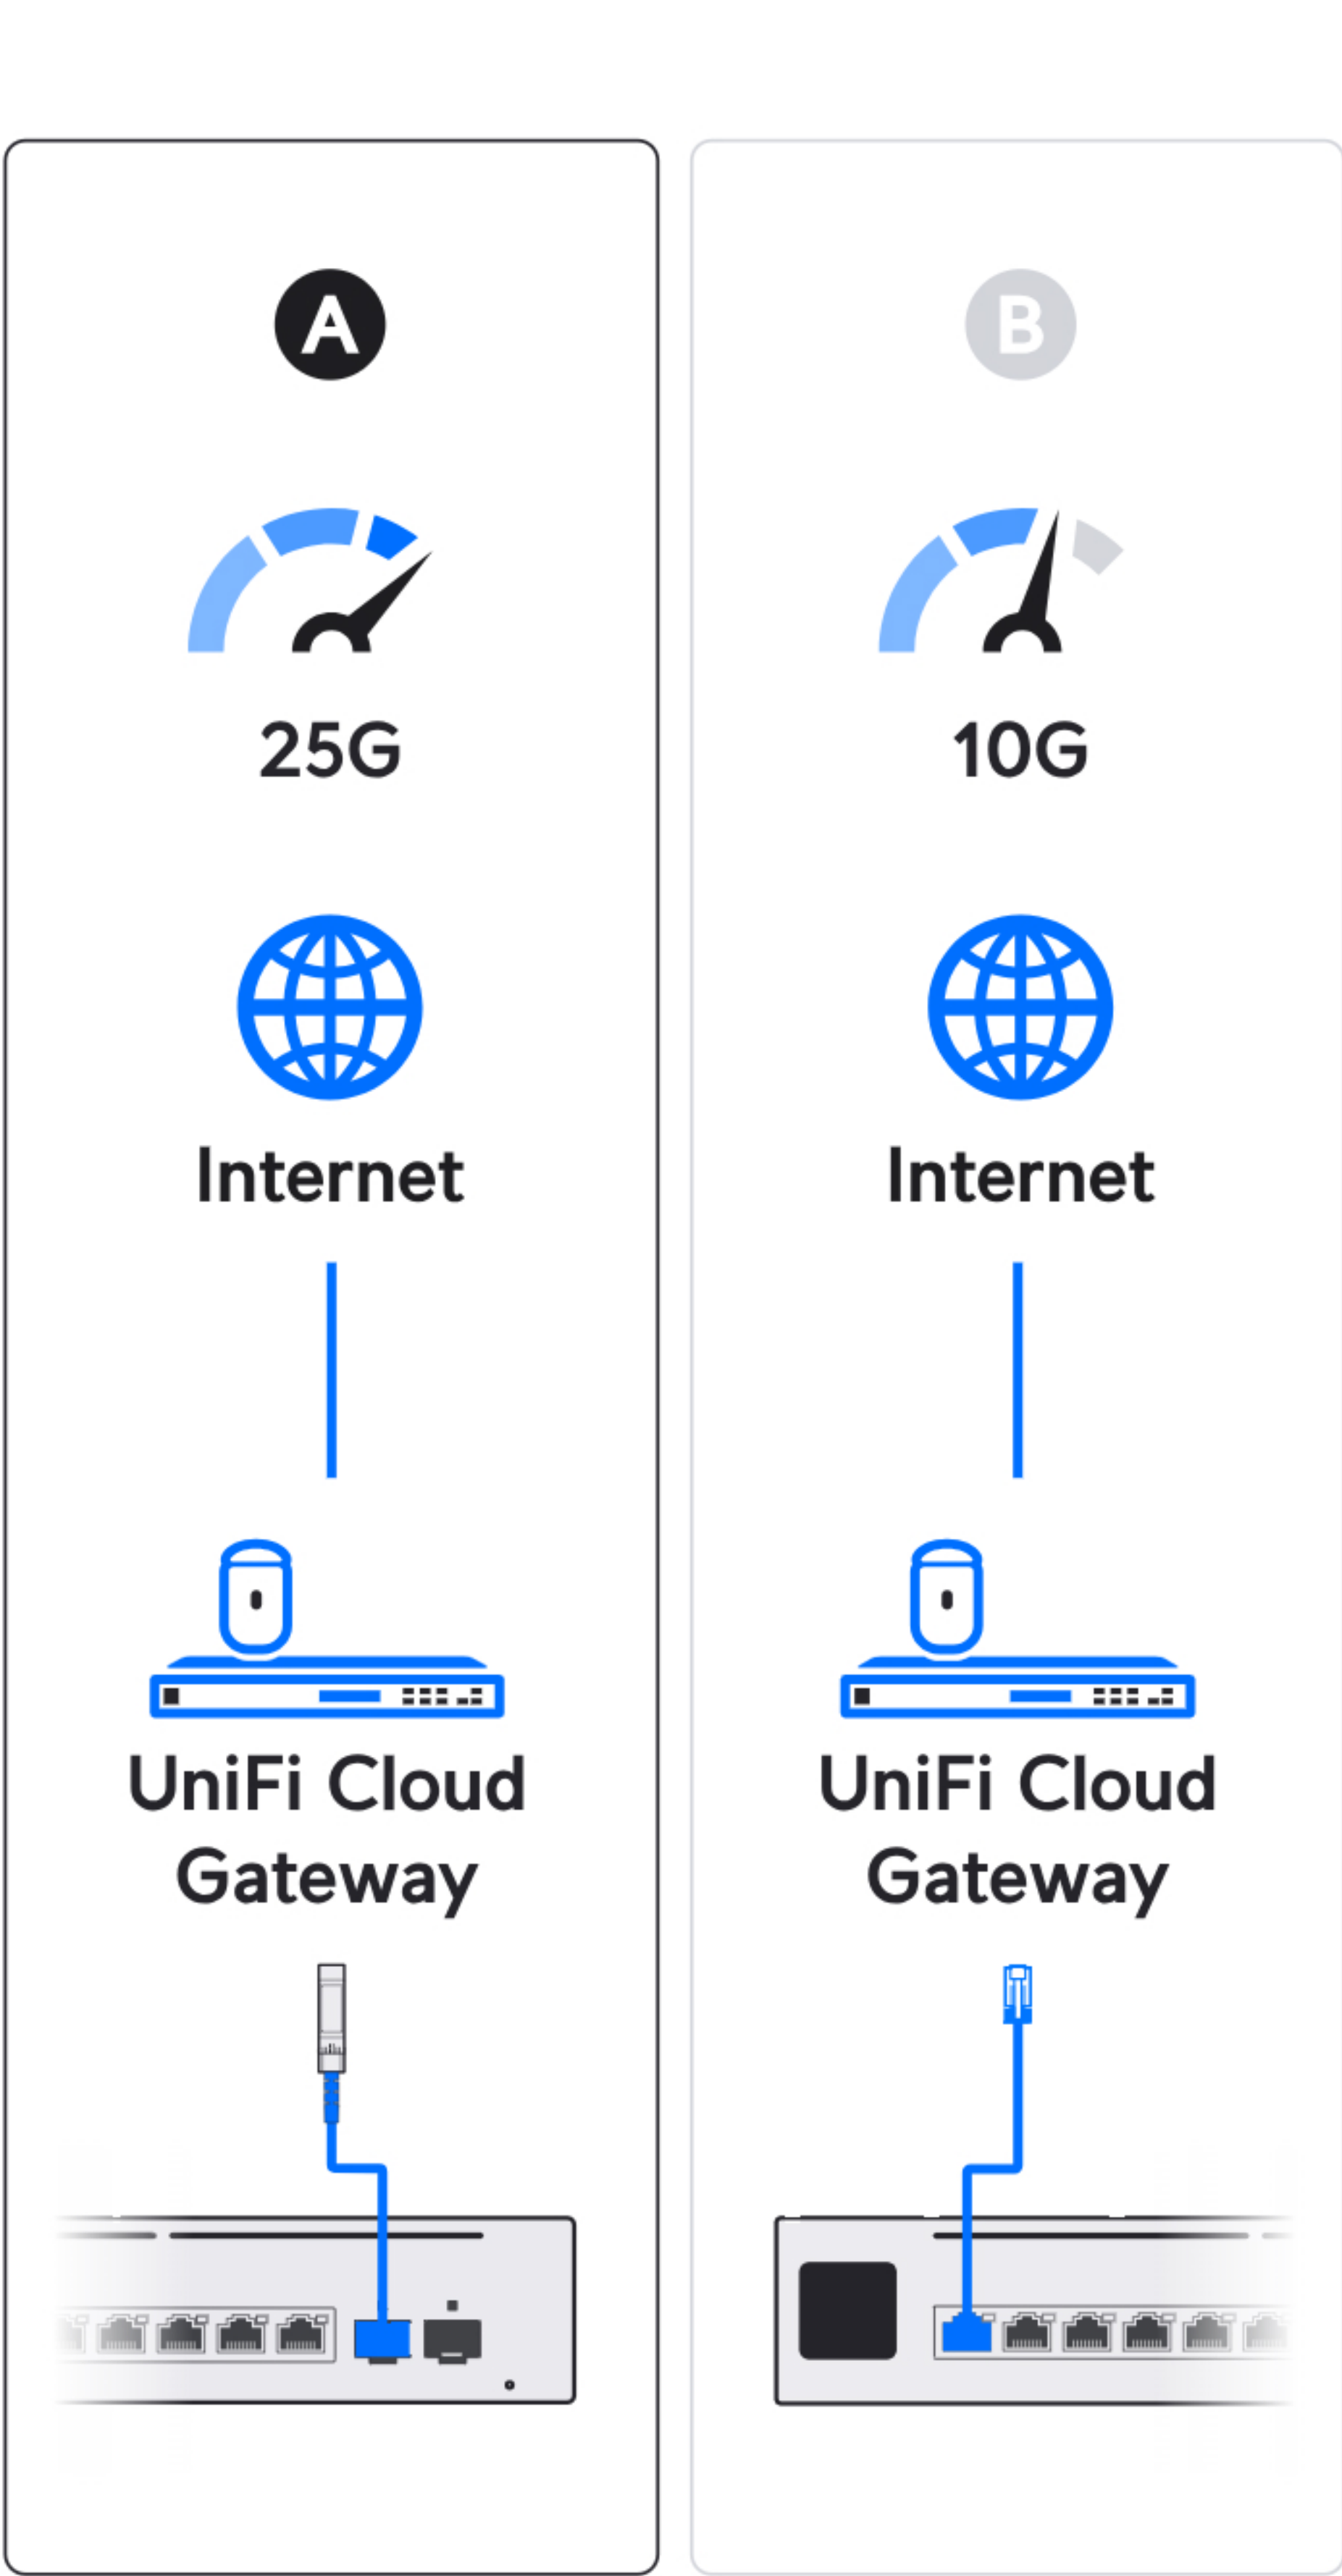 A
25G
Internet
UniFi Cloud
Gateway
B
10G
Internet
UniFi Cloud
Gateway